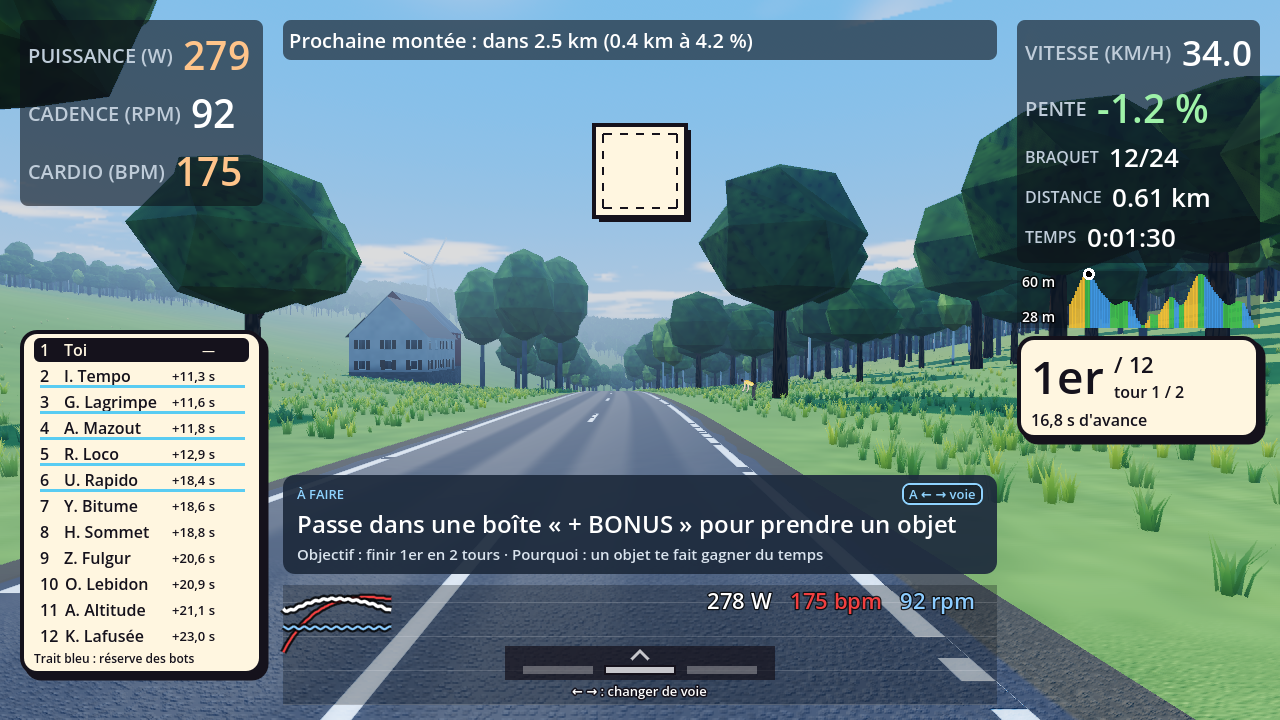 PUISSANCE (W) 279
CADENCE (RPM) 92
CARDIO (BPM) 175
Prochaine montée : dans 2.5 km (0.4 km à 4.2 %)
VITESSE (KM/H) 34.0
PENTE -1.2 %
BRAQUET 12/24
DISTANCE 0.61 km
TEMPS 0:01:30
60 m
28 m
1er / 12
tour 1 / 2
16,8 s d'avance
1 Toi —
2 I. Tempo +11,3 s
3 G. Lagrimpe +11,6 s
4 A. Mazout +11,8 s
5 R. Loco +12,9 s
6 U. Rapido +18,4 s
7 Y. Bitume +18,6 s
8 H. Sommet +18,8 s
9 Z. Fulgur +20,6 s
10 O. Lebidon +20,9 s
11 A. Altitude +21,1 s
12 K. Lafusée +23,0 s
Trait bleu : réserve des bots
À FAIRE
A ← → voie
Passe dans une boîte « + BONUS » pour prendre un objet
Objectif : finir 1er en 2 tours · Pourquoi : un objet te fait gagner du temps
278 W 175 bpm 92 rpm
← → : changer de voie